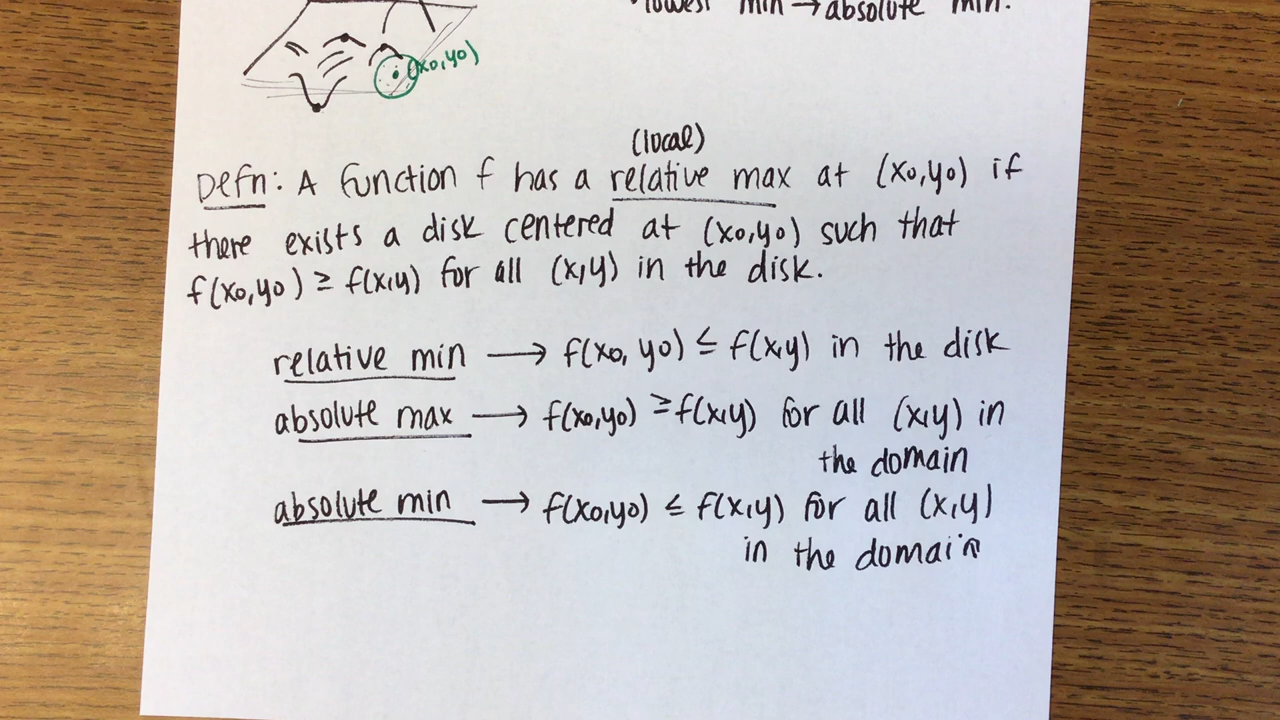 lowest min → absolute min.
(x0,y0)
(local)
Defn: A function f has a relative max at (x0,y0) if
there exists a disk centered at (x0,y0) such that
f(x0,y0) ≥ f(x,y) for all (x,y) in the disk.
relative min → f(x0,y0) ≤ f(x,y) in the disk
absolute max → f(x0,y0) ≥ f(x,y) for all (x,y) in
the domain
absolute min → f(x0,y0) ≤ f(x,y) for all (x,y)
in the domain